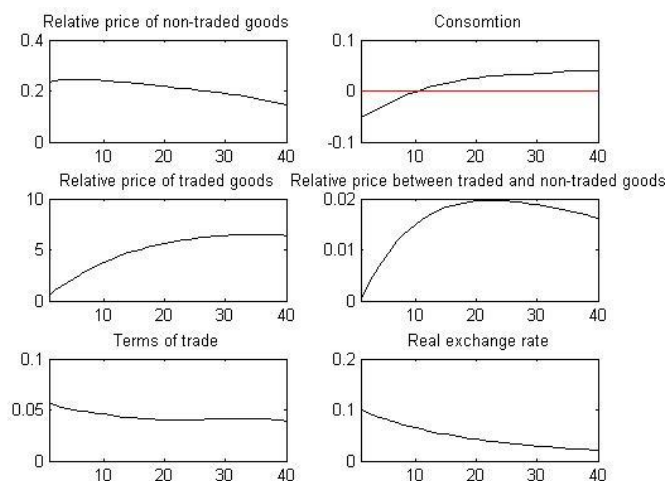 Relative price of non-traded goods
Consomtion
0.4
0.2
0
10 20 30 40
0.1
0
-0.1
10 20 30 40
Relative price of traded goods
Relative price between traded and non-traded goods
10
5
0
10 20 30 40
0.02
0.01
0
10 20 30 40
Terms of trade
Real exchange rate
0.1
0.05
0
10 20 30 40
0.2
0.1
0
10 20 30 40